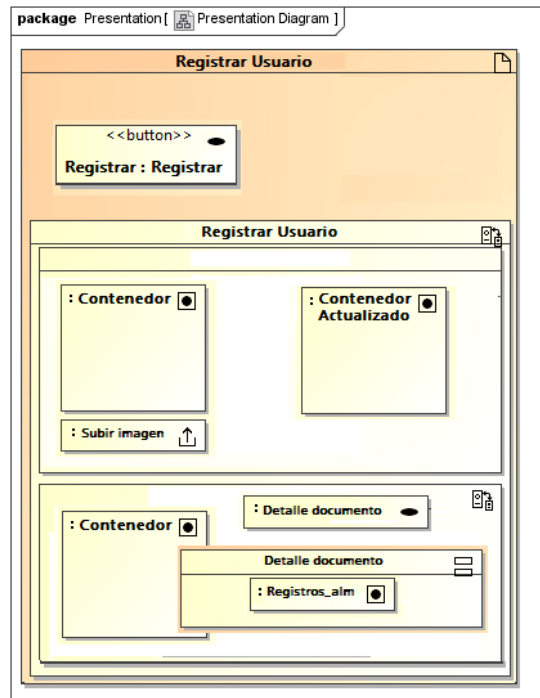 package Presentation[ Presentation Diagram ]
Registrar Usuario
<<button>>
Registrar : Registrar
Registrar Usuario
: Contenedor
: Contenedor
Actualizado
: Subir imagen
: Detalle documento
: Contenedor
Detalle documento
: Registros_alm